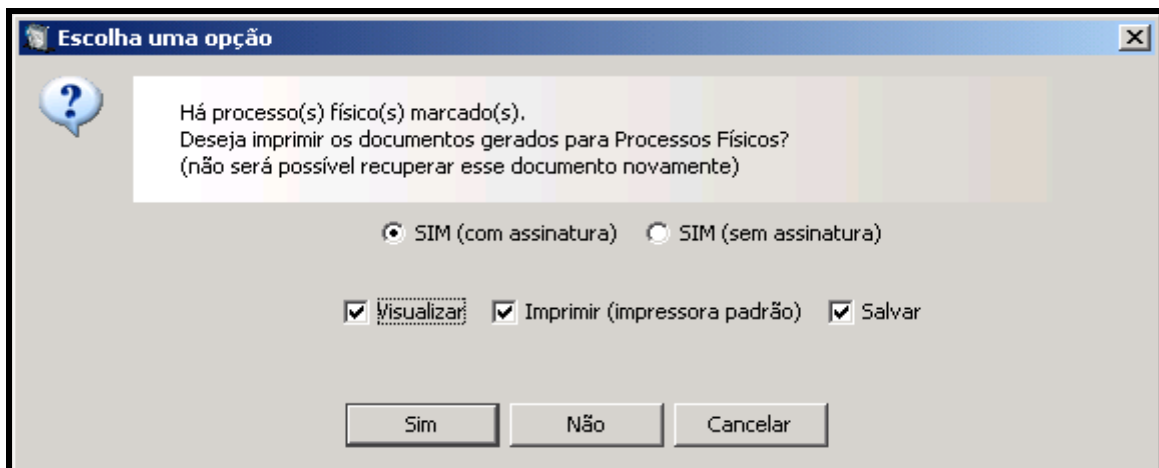 Escolha uma opção
Há processo(s) físico(s) marcado(s).
Deseja imprimir os documentos gerados para Processos Físicos?
(não será possível recuperar esse documento novamente)
SIM (com assinatura) SIM (sem assinatura)
Visualizar Imprimir (impressora padrão) Salvar
Sim Não Cancelar